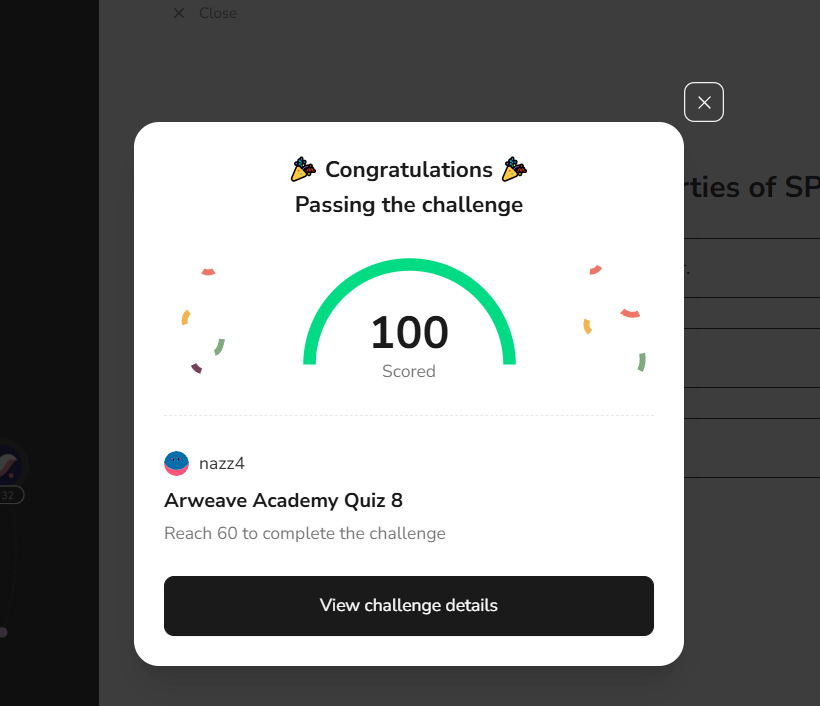 Close
Congratulations
Passing the challenge
rties of SP
100
Scored
nazz4
Arweave Academy Quiz 8
Reach 60 to complete the challenge
32
View challenge details